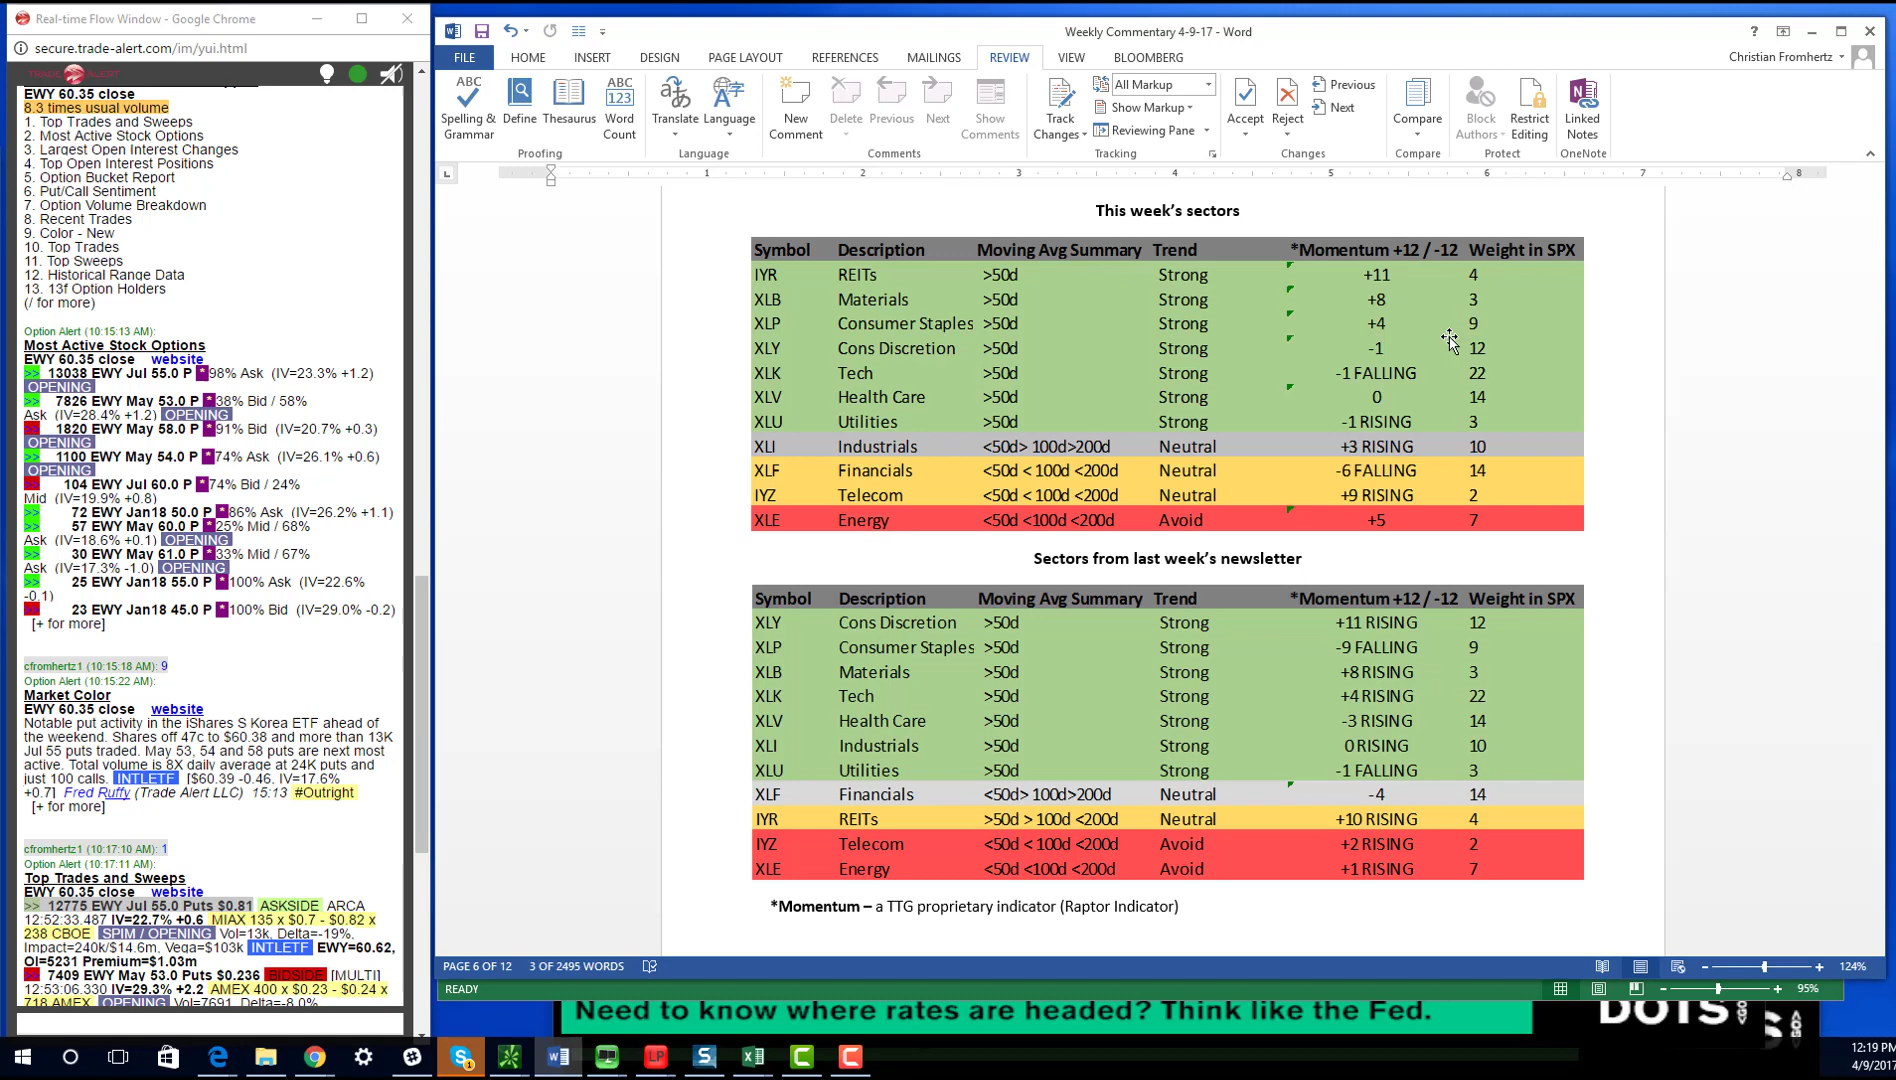 Real-time Flow Window - Google Chrome
secure.trade-alert.com/im/yui.html
TRADE ALERT
EWY 60.35 close
8.3 times usual volume
1. Top Trades and Sweeps
2. Most Active Stock Options
3. Largest Open Interest Changes
4. Top Open Interest Positions
5. Option Bucket Report
6. Put/Call Sentiment
7. Option Volume Breakdown
8. Recent Trades
9. Color - New
10. Top Trades
11. Top Sweeps
12. Historical Range Data
13. 13f Option Holders
(/ for more)
Option Alert (10:15:13 AM):
Most Active Stock Options
EWY 60.35 close website
>> 13038 EWY Jul 55.0 P * 98% Ask (IV=23.3% +1.2)
OPENING
>> 7826 EWY May 53.0 P * 38% Bid / 58%
Ask (IV=28.4% +1.2) OPENING
>> 1820 EWY May 58.0 P * 91% Bid (IV=20.7% +0.3)
OPENING
>> 1100 EWY May 54.0 P * 74% Ask (IV=26.1% +0.6)
OPENING
>> 104 EWY Jul 60.0 P * 74% Bid / 24%
Mid (IV=19.9% +0.8)
>> 72 EWY Jan18 50.0 P * 86% Ask (IV=26.2% +1.1)
>> 57 EWY May 60.0 P * 25% Mid / 68%
Ask (IV=18.6% +0.1) OPENING
>> 30 EWY May 61.0 P * 33% Mid / 67%
Ask (IV=17.3% -1.0) OPENING
>> 25 EWY Jan18 55.0 P * 100% Ask (IV=22.6%
-0.1)
>> 23 EWY Jan18 45.0 P * 100% Bid (IV=29.0% -0.2)
[+ for more]
cfromhertz1 (10:15:18 AM): 9
Option Alert (10:15:22 AM):
Market Color
EWY 60.35 close website
Notable put activity in the iShares S Korea ETF ahead of
the weekend. Shares off 47c to $60.38 and more than 13K
Jul 55 puts traded. May 53, 54 and 58 puts are next most
active. Total volume is 8X daily average at 24K puts and
just 100 calls. INTLETF [$60.39 -0.46, IV=17.6%
+0.7] Fred Ruffy (Trade Alert LLC) 15:13 #Outright
[+ for more]
cfromhertz1 (10:17:10 AM): 1
Option Alert (10:17:11 AM):
Top Trades and Sweeps
EWY 60.35 close website
>> 12775 EWY Jul 55.0 Puts $0.81 ASKSIDE ARCA
12:52:33.487 IV=22.7% +0.6 MIAX 135 x $0.7 - $0.82 x
238 CBOE SPIM / OPENING Vol=13k, Delta=-19%,
Impact=240k/$14.6m, Vega=$103k INTLETF EWY=60.62,
OI=5231 Premium=$1.03m
>> 7409 EWY May 53.0 Puts $0.236 BIDSIDE [MULTI]
12:53:06.330 IV=29.3% +2.2 AMEX 400 x $0.23 - $0.24 x
718 AMEX OPENING Vol=7691, Delta=-8.0%,
Weekly Commentary 4-9-17 - Word
FILE HOME INSERT DESIGN PAGE LAYOUT REFERENCES MAILINGS REVIEW VIEW BLOOMBERG
Christian Fromhertz
Spelling & Grammar
Define
Thesaurus
Word Count
Proofing
Translate
Language
Language
New Comment
Delete
Previous
Next
Show Comments
Comments
Track Changes
All Markup
Show Markup
Reviewing Pane
Tracking
Accept
Reject
Previous
Next
Changes
Compare
Compare
Block Authors
Restrict Editing
Protect
Linked Notes
OneNote
1 2 3 4 5 6 7 8
This week's sectors
Symbol Description Moving Avg Summary Trend *Momentum +12 / -12 Weight in SPX
IYR REITs >50d Strong +11 4
XLB Materials >50d Strong +8 3
XLP Consumer Staples >50d Strong +4 9
XLY Cons Discretion >50d Strong -1 12
XLK Tech >50d Strong -1 FALLING 22
XLV Health Care >50d Strong 0 14
XLU Utilities >50d Strong -1 RISING 3
XLI Industrials <50d> 100d>200d Neutral +3 RISING 10
XLF Financials <50d < 100d <200d Neutral -6 FALLING 14
IYZ Telecom <50d < 100d <200d Neutral +9 RISING 2
XLE Energy <50d <100d <200d Avoid +5 7
Sectors from last week's newsletter
Symbol Description Moving Avg Summary Trend *Momentum +12 / -12 Weight in SPX
XLY Cons Discretion >50d Strong +11 RISING 12
XLP Consumer Staples >50d Strong -9 FALLING 9
XLB Materials >50d Strong +8 RISING 3
XLK Tech >50d Strong +4 RISING 22
XLV Health Care >50d Strong -3 RISING 14
XLI Industrials >50d Strong 0 RISING 10
XLU Utilities >50d Strong -1 FALLING 3
XLF Financials <50d> 100d>200d Neutral -4 14
IYR REITs >50d > 100d <200d Neutral +10 RISING 4
IYZ Telecom <50d < 100d <200d Avoid +2 RISING 2
XLE Energy <50d <100d <200d Avoid +1 RISING 7
*Momentum – a TTG proprietary indicator (Raptor Indicator)
PAGE 6 OF 12 3 OF 2495 WORDS
124%
READY
95%
Need to know where rates are headed? Think like the Fed.
DOTS
12:19 PM
4/9/2017